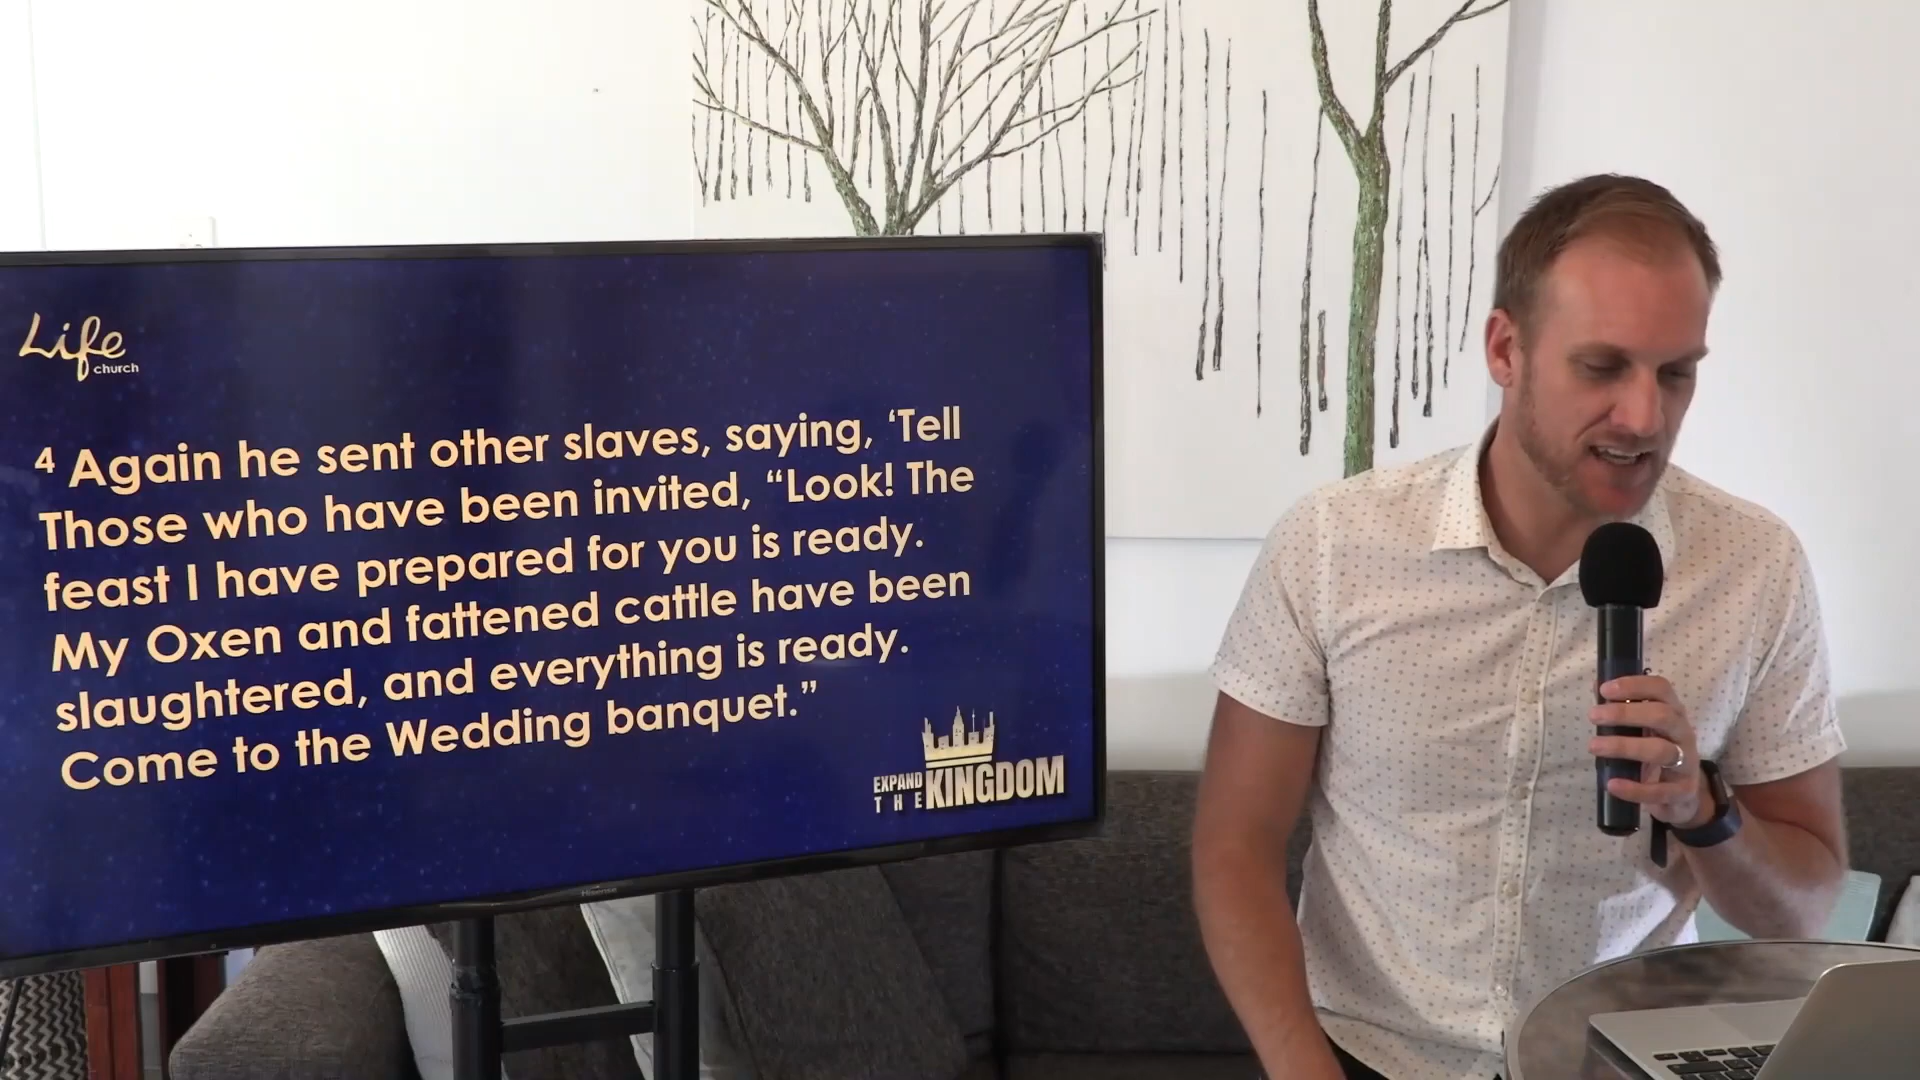 Life
church
4 Again he sent other slaves, saying, ‘Tell
Those who have been invited, “Look! The
feast I have prepared for you is ready.
My Oxen and fattened cattle have been
slaughtered, and everything is ready.
Come to the Wedding banquet.”
EXPAND
THE KINGDOM
Hisense